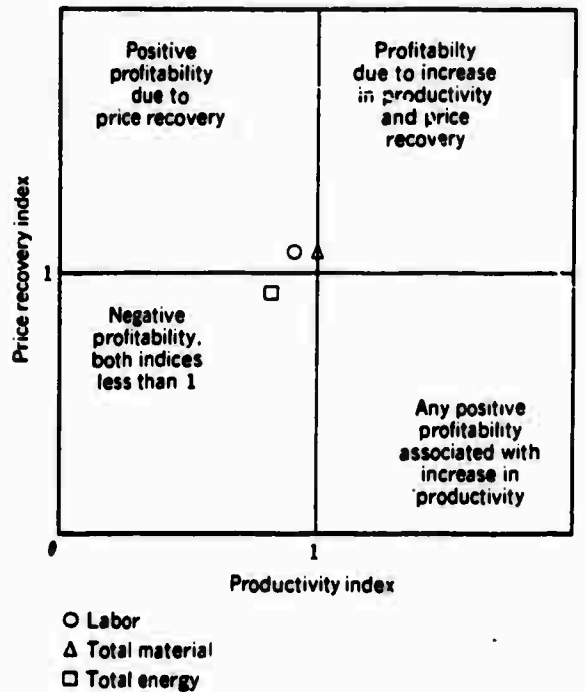 Positive
profitability
due to
price recovery
Profitabilty
due to increase
in productivity
and price
recovery
Price recovery index
1
Negative
profitability,
both indices
less than 1
Any positive
profitability
associated with
increase in
productivity
0
1
Productivity index
Labor
Total material
Total energy